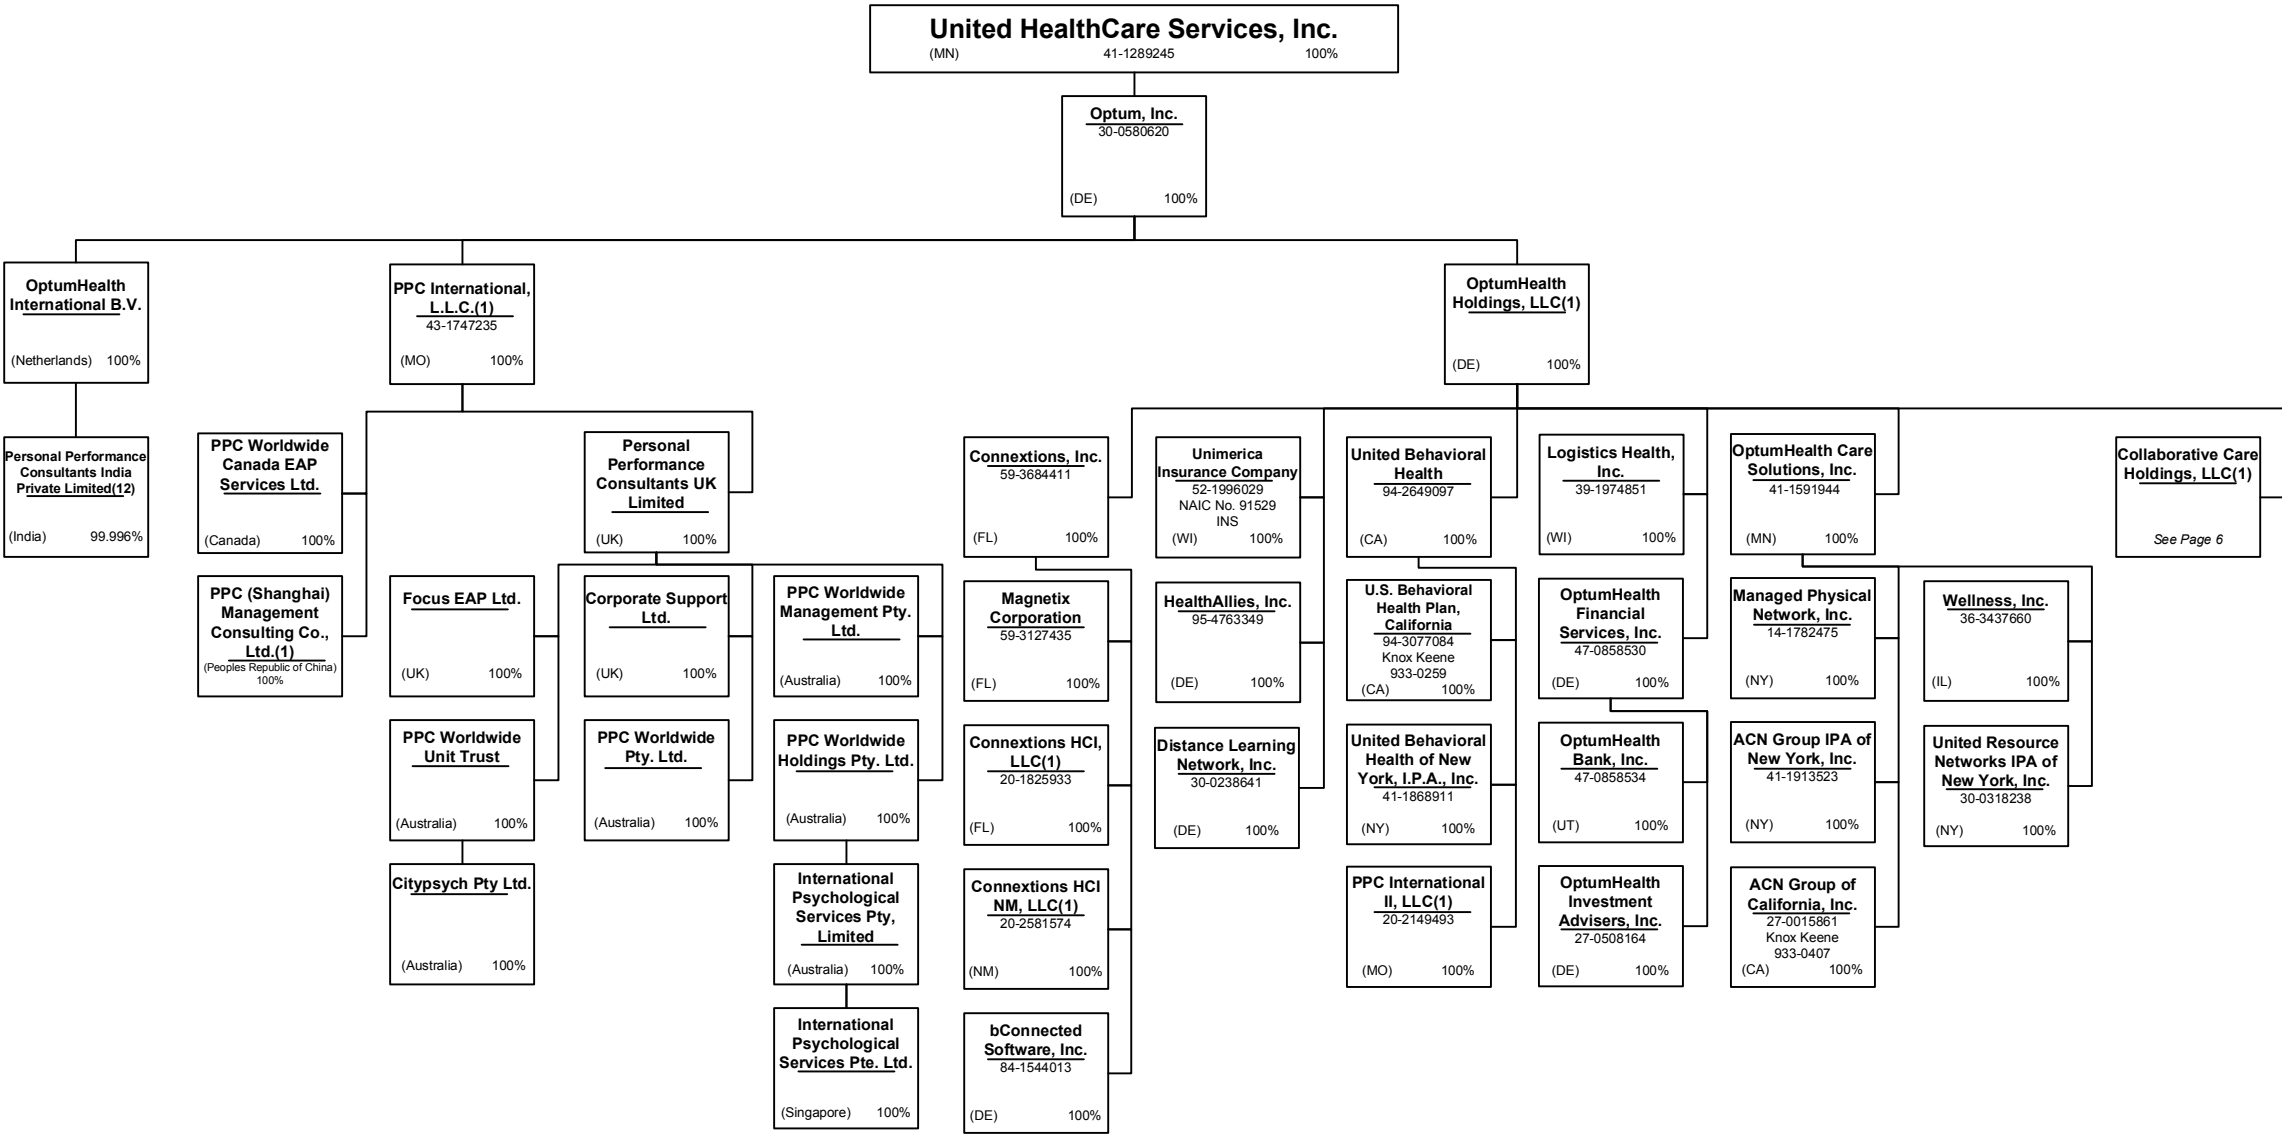 United HealthCare Services, Inc.
(MN) 41-1289245 100%
Optum, Inc.
30-0580620
(DE) 100%
OptumHealth
International B.V.
(Netherlands) 100%
PPC International,
L.L.C.(1)
43-1747235
(MO) 100%
OptumHealth
Holdings, LLC(1)
(DE) 100%
Personal Performance
Consultants India
Private Limited(12)
(India) 99.996%
PPC Worldwide
Canada EAP
Services Ltd.
(Canada) 100%
Personal
Performance
Consultants UK
Limited
(UK) 100%
Connextions, Inc.
59-3684411
(FL) 100%
Unimerica
Insurance Company
52-1996029
NAIC No. 91529
INS
(WI) 100%
United Behavioral
Health
94-2649097
(CA) 100%
Logistics Health,
Inc.
39-1974851
(WI) 100%
OptumHealth Care
Solutions, Inc.
41-1591944
(MN) 100%
Collaborative Care
Holdings, LLC(1)
See Page 6
PPC (Shanghai)
Management
Consulting Co.,
Ltd.(1)
(Peoples Republic of China)
100%
Focus EAP Ltd.
(UK) 100%
Corporate Support
Ltd.
(UK) 100%
PPC Worldwide
Management Pty.
Ltd.
(Australia) 100%
Magnetix
Corporation
59-3127435
(FL) 100%
HealthAllies, Inc.
95-4763349
(DE) 100%
U.S. Behavioral
Health Plan,
California
94-3077084
Knox Keene
933-0259
(CA) 100%
OptumHealth
Financial
Services, Inc.
47-0858530
(DE) 100%
Managed Physical
Network, Inc.
14-1782475
(NY) 100%
Wellness, Inc.
36-3437660
(IL) 100%
PPC Worldwide
Unit Trust
(Australia) 100%
PPC Worldwide
Pty. Ltd.
(Australia) 100%
PPC Worldwide
Holdings Pty. Ltd.
(Australia) 100%
Connextions HCI,
LLC(1)
20-1825933
(FL) 100%
Distance Learning
Network, Inc.
30-0238641
(DE) 100%
United Behavioral
Health of New
York, I.P.A., Inc.
41-1868911
(NY) 100%
OptumHealth
Bank, Inc.
47-0858534
(UT) 100%
ACN Group IPA of
New York, Inc.
41-1913523
(NY) 100%
United Resource
Networks IPA of
New York, Inc.
30-0318238
(NY) 100%
Citypsych Pty Ltd.
(Australia) 100%
International
Psychological
Services Pty,
Limited
(Australia) 100%
Connextions HCI
NM, LLC(1)
20-2581574
(NM) 100%
PPC International
II, LLC(1)
20-2149493
(MO) 100%
OptumHealth
Investment
Advisers, Inc.
27-0508164
(DE) 100%
ACN Group of
California, Inc.
27-0015861
Knox Keene
933-0407
(CA) 100%
International
Psychological
Services Pte. Ltd.
(Singapore) 100%
bConnected
Software, Inc.
84-1544013
(DE) 100%